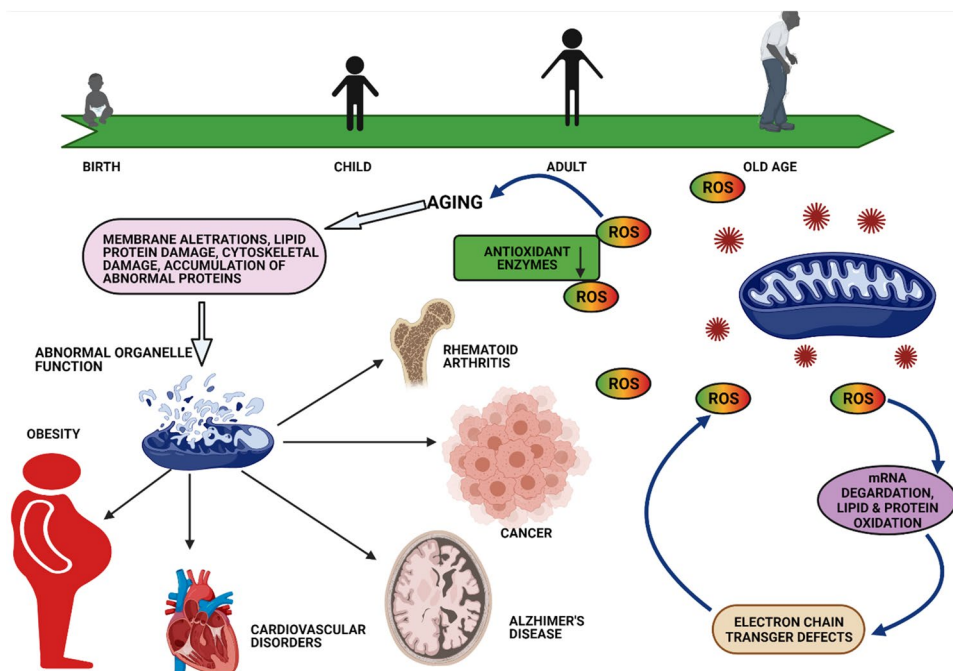 BIRTH
CHILD
ADULT
OLD AGE
ROS
AGING
ROS
MEMBRANE ALETRATIONS, LIPID
PROTEIN DAMAGE, CYTOSKELETAL
DAMAGE, ACCUMULATION OF
ABNORMAL PROTEINS
ANTIOXIDANT
ENZYMES
ROS
ABNORMAL ORGANELLE
FUNCTION
RHEMATOID
ARTHRITIS
ROS
ROS
ROS
OBESITY
mRNA
DEGARDATION,
LIPID & PROTEIN
OXIDATION
CANCER
CARDIOVASCULAR
DISORDERS
ALZHIMER'S
DISEASE
ELECTRON CHAIN
TRANSGER DEFECTS